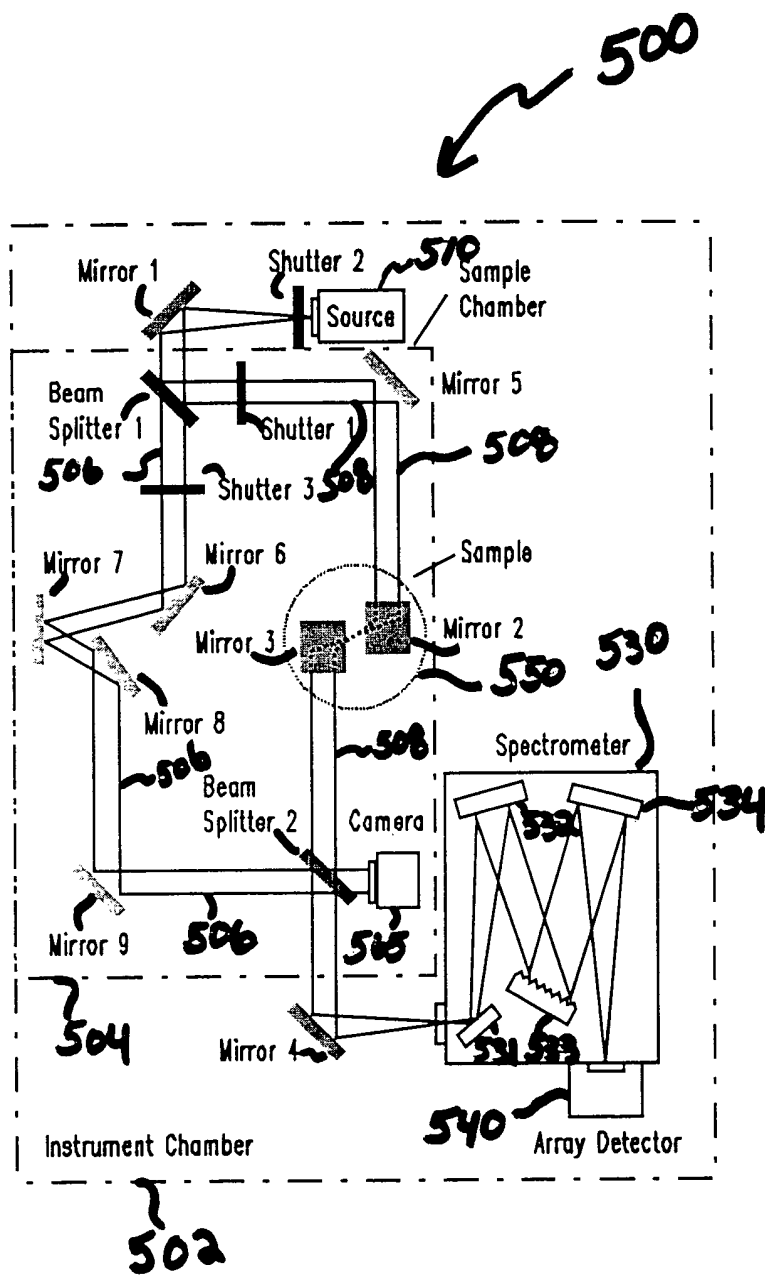 500
510
Mirror 1
Shutter 2
Sample
Chamber
Source
Mirror 5
Beam
Splitter 1
Shutter 1
506
508
508
Shutter 3
Mirror 7
Mirror 6
Sample
Mirror 3
Mirror 2
530
550
Mirror 8
506
508
Spectrometer
534
532
Beam
Splitter 2
Camera
Mirror 9
506
565
504
Mirror 4
531
533
540
Instrument Chamber
Array Detector
502